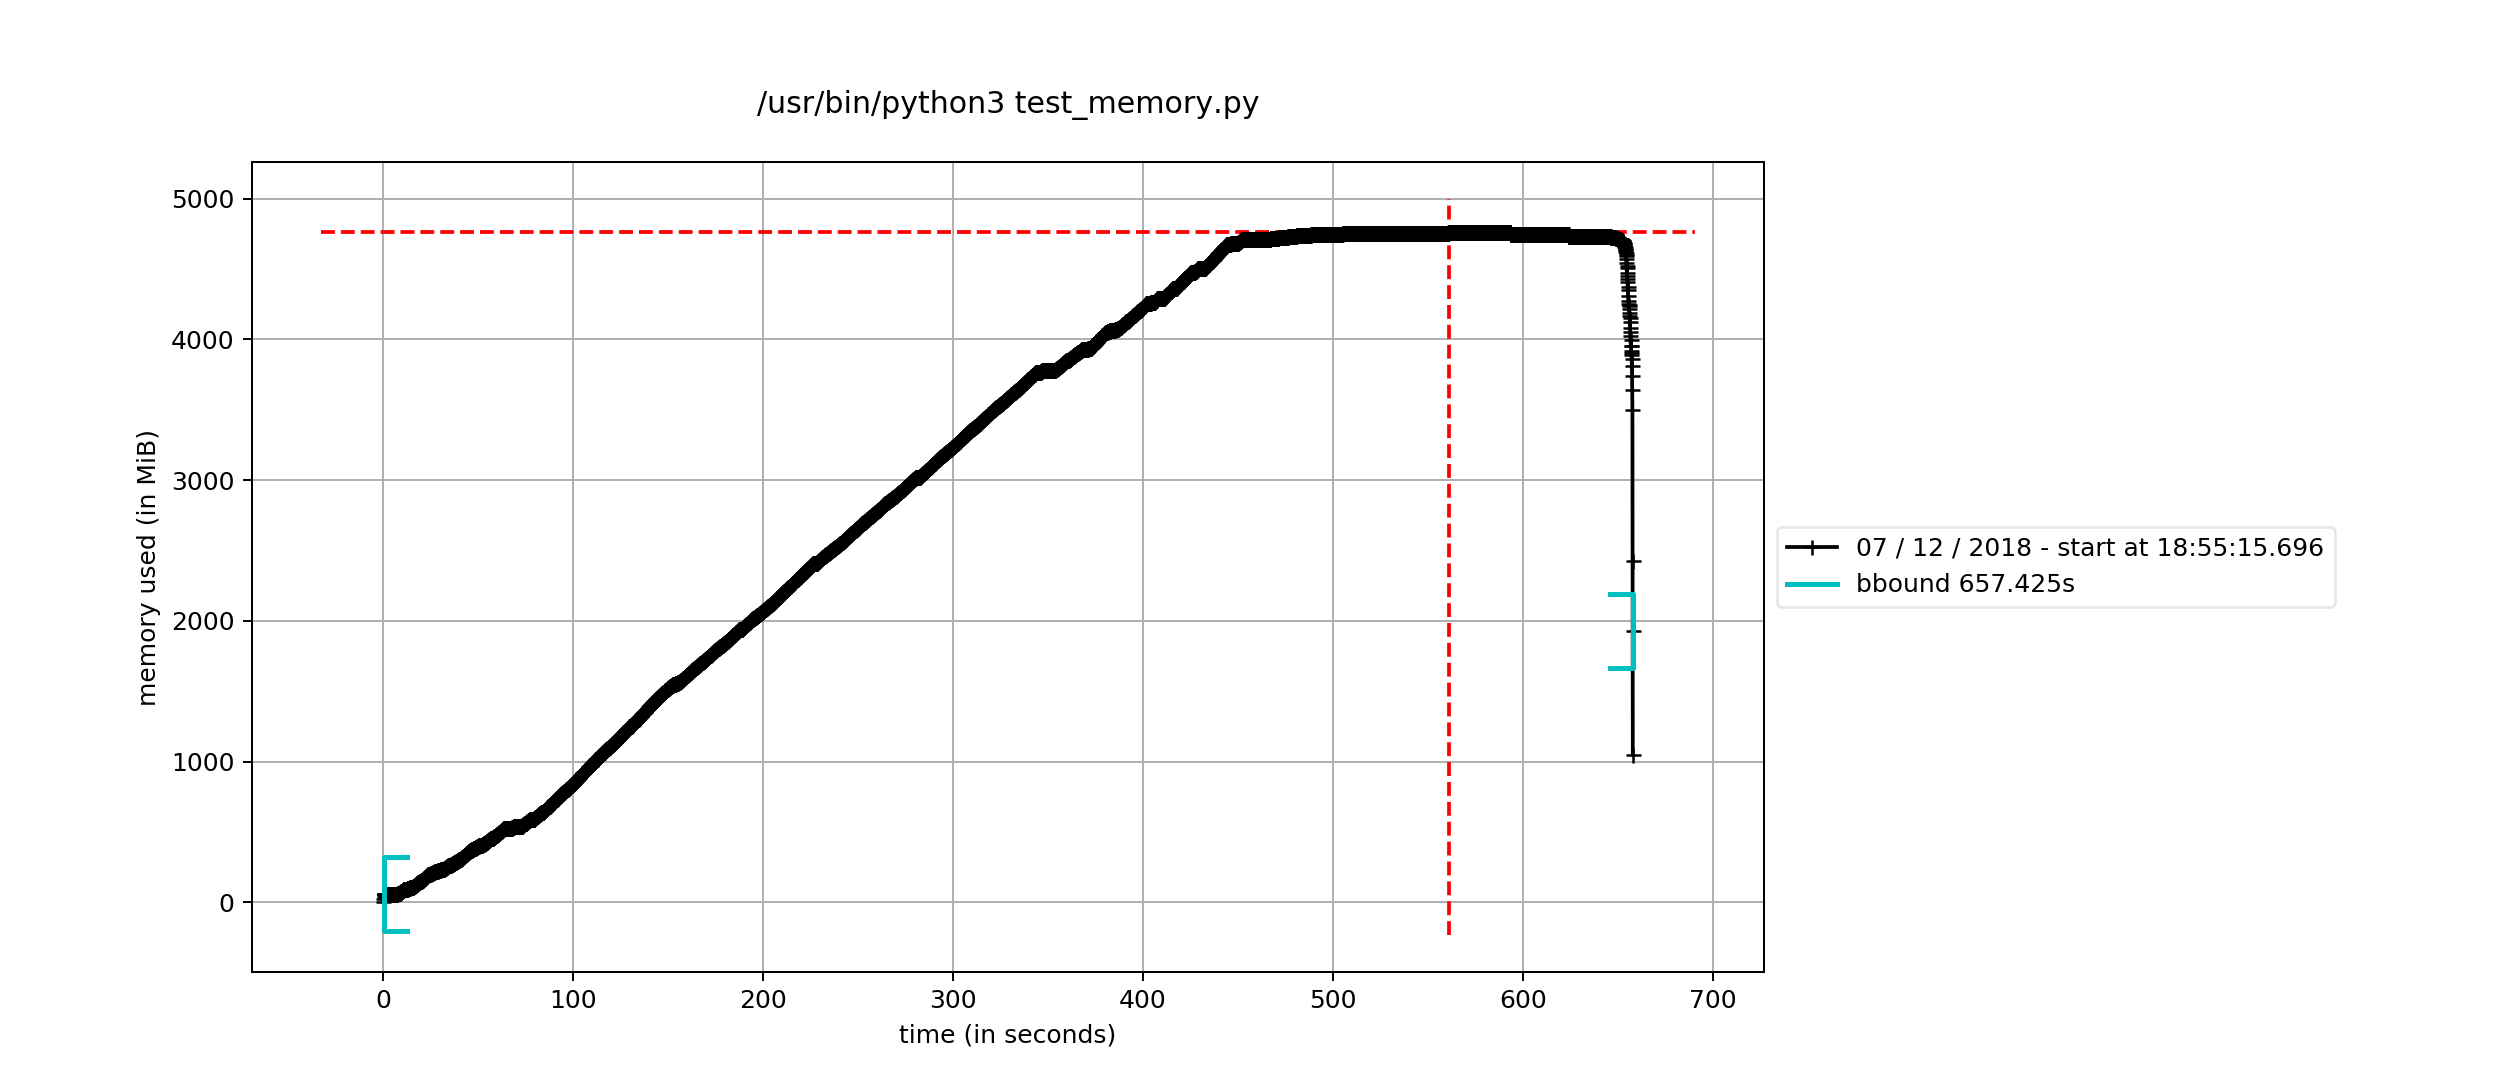 /usr/bin/python3 test_memory.py
5000
4000
3000
2000
1000
0
memory used (in MiB)
0 100 200 300 400 500 600 700
time (in seconds)
07 / 12 / 2018 - start at 18:55:15.696
bbound 657.425s